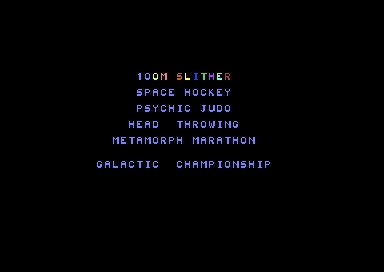 100M SLITHER
SPACE HOCKEY
PSYCHIC JUDO
HEAD THROWING
METAMORPH MARATHON
GALACTIC CHAMPIONSHIP